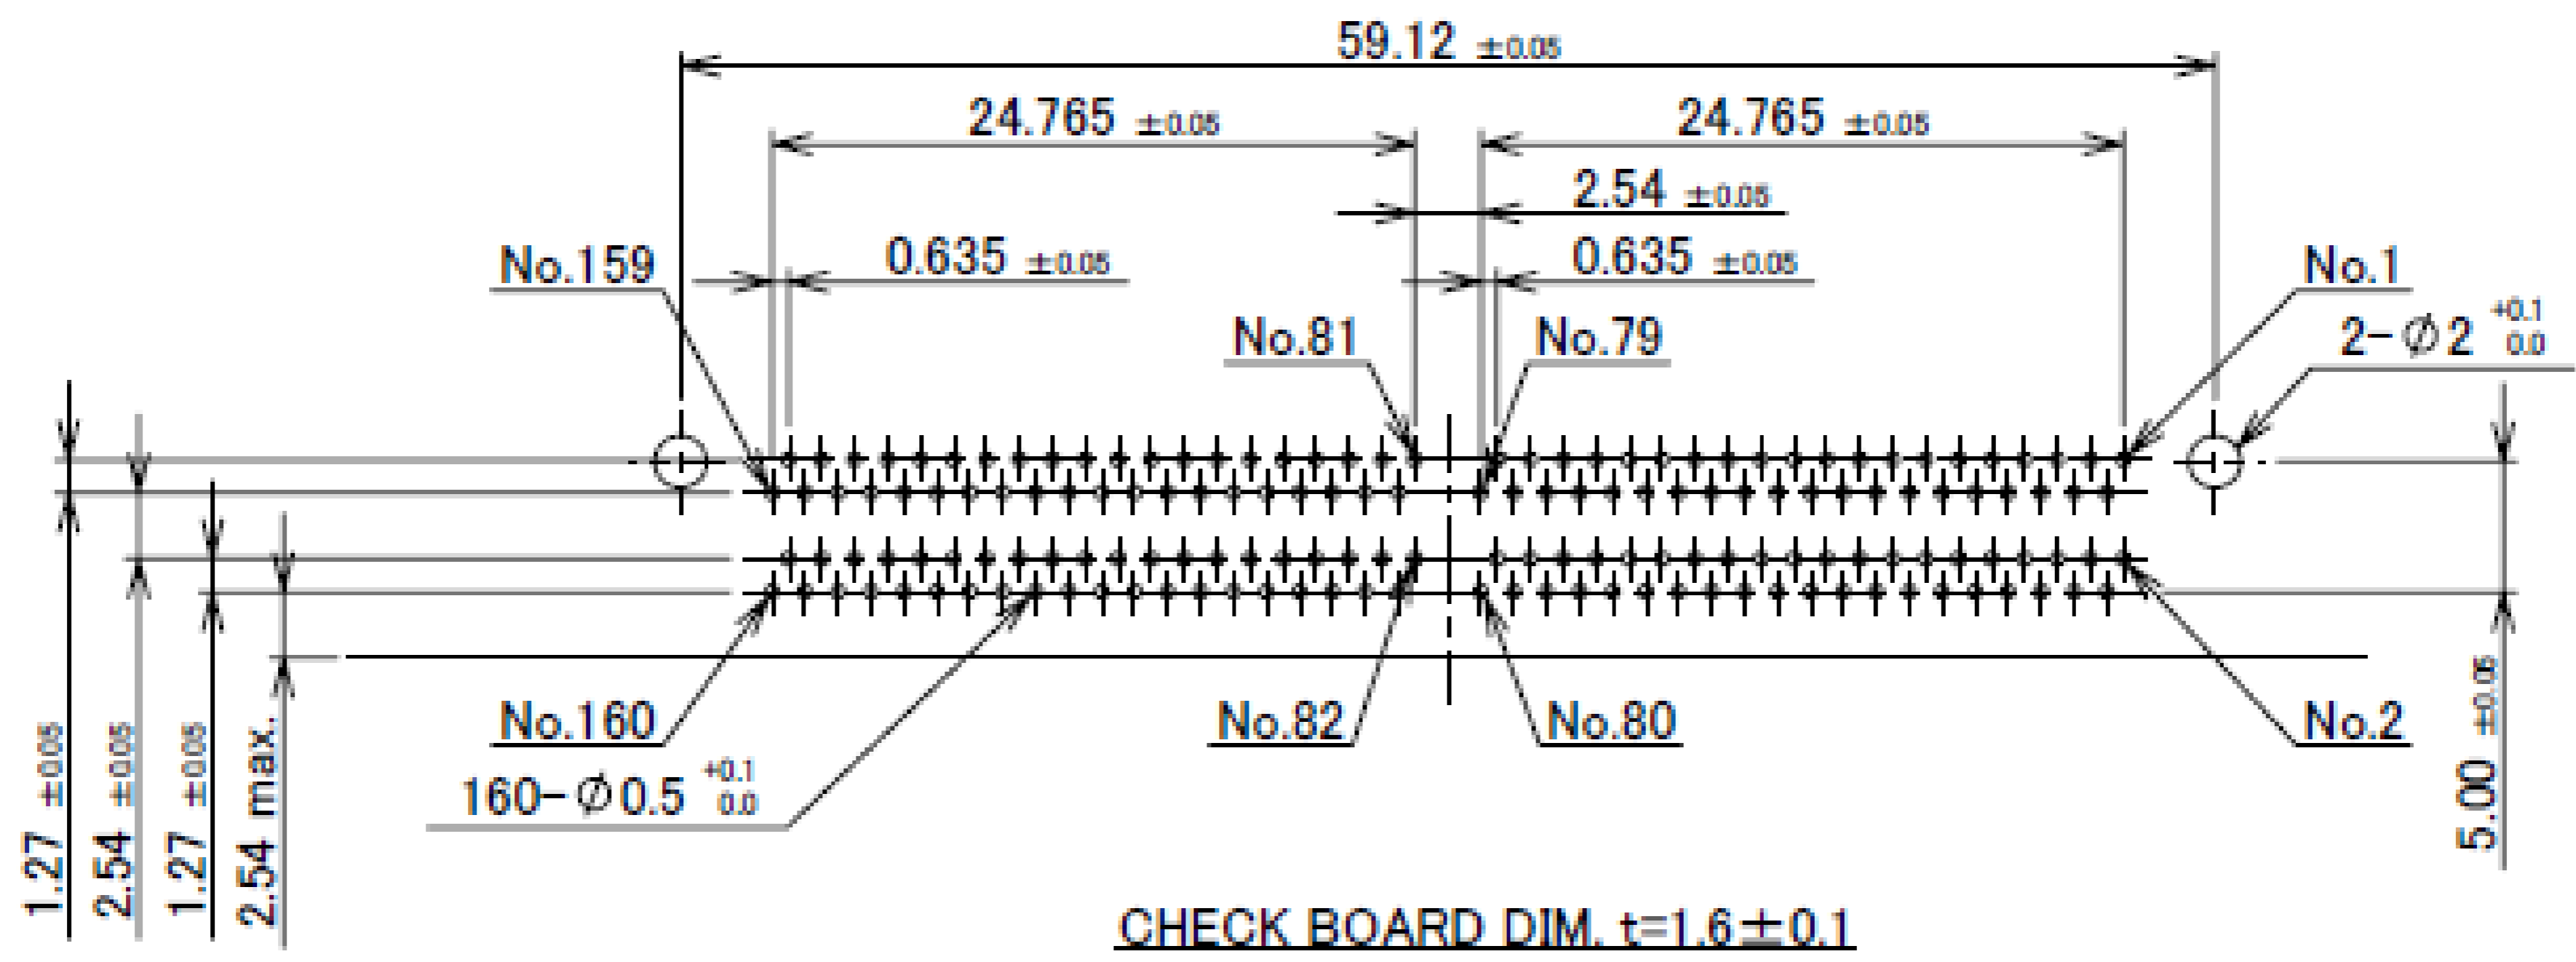 59.12 ±0.05
24.765 ±0.05
24.765 ±0.05
2.54 ±0.05
0.635 ±0.05
0.635 ±0.05
No.159
No.1
No.81
No.79
2-Ø2 +0.1 0.0
No.160
No.82
No.80
No.2
160-Ø0.5 +0.1 0.0
1.27 ±0.05
2.54 ±0.05
1.27 ±0.05
2.54 max.
5.00 ±0.05
CHECK BOARD DIM. t=1.6±0.1